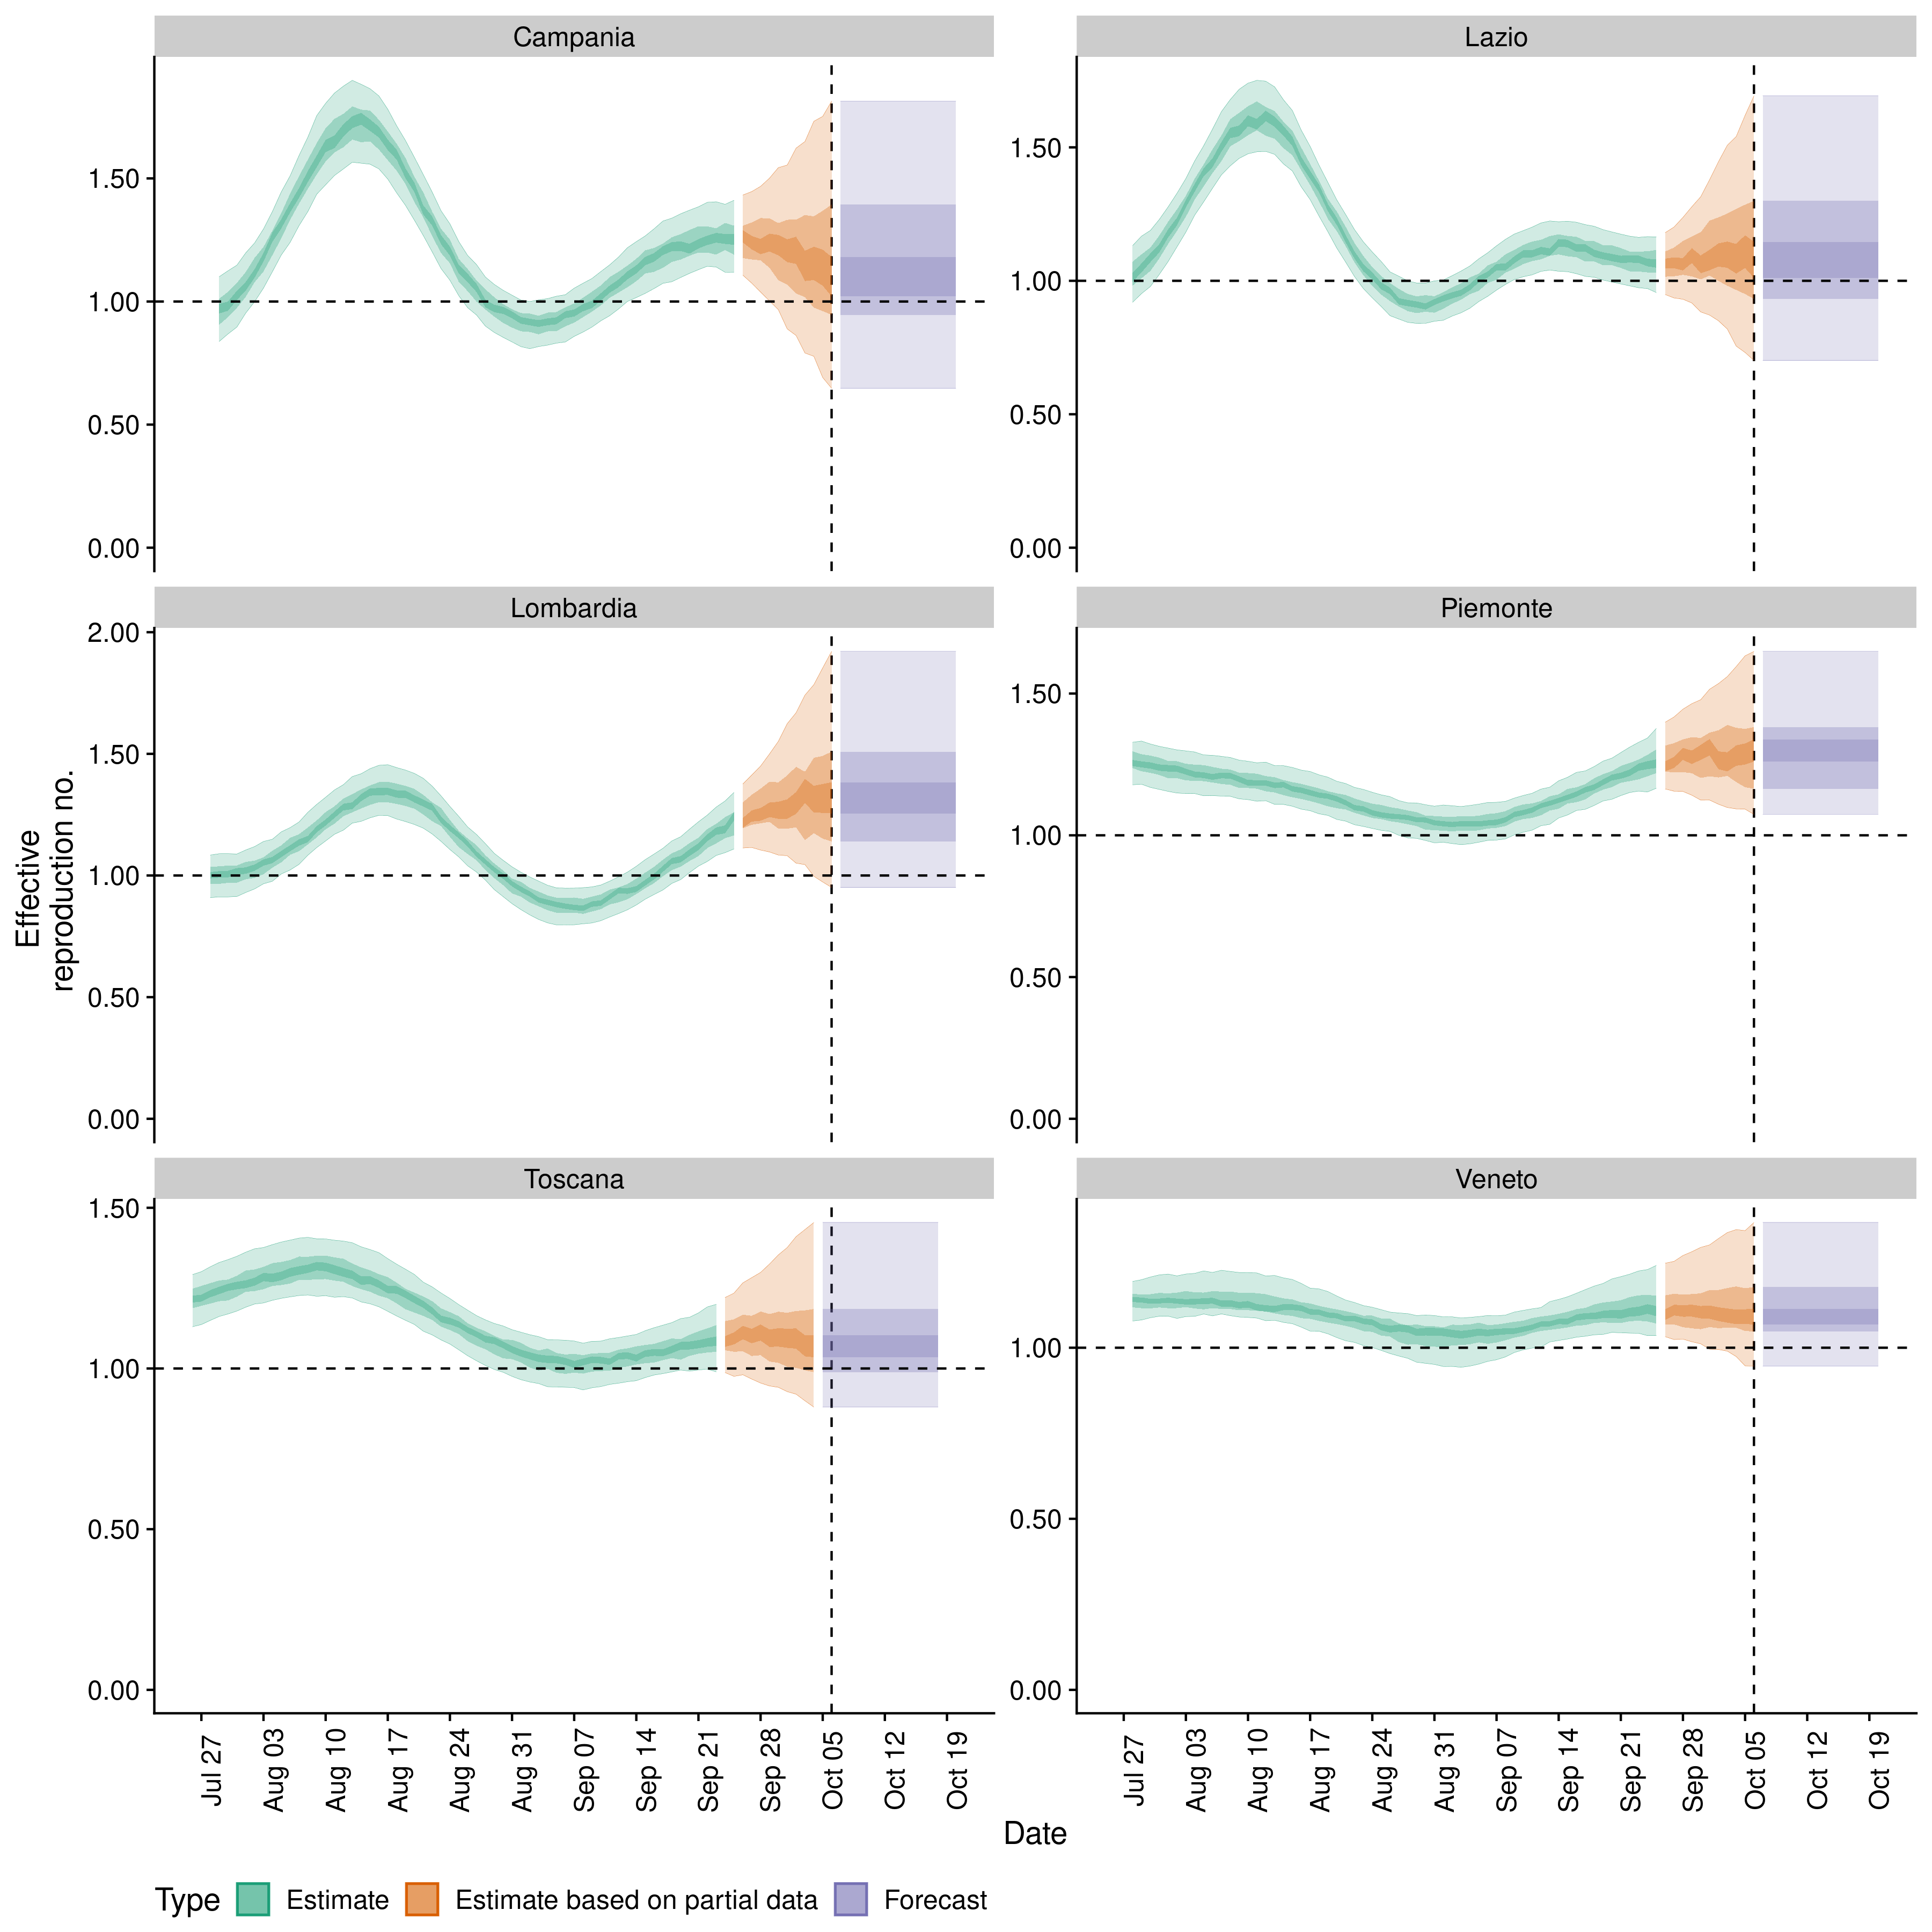 Campania
Lazio
1.50
1.00
0.50
0.00
1.50
1.00
0.50
0.00
Lombardia
Piemonte
2.00
1.50
1.00
0.50
0.00
1.50
1.00
0.50
0.00
Effective
reproduction no.
Toscana
Veneto
1.50
1.00
0.50
0.00
1.00
0.50
0.00
Jul 27
Aug 03
Aug 10
Aug 17
Aug 24
Aug 31
Sep 07
Sep 14
Sep 21
Sep 28
Oct 05
Oct 12
Oct 19
Jul 27
Aug 03
Aug 10
Aug 17
Aug 24
Aug 31
Sep 07
Sep 14
Sep 21
Sep 28
Oct 05
Oct 12
Oct 19
Date
Type Estimate Estimate based on partial data Forecast